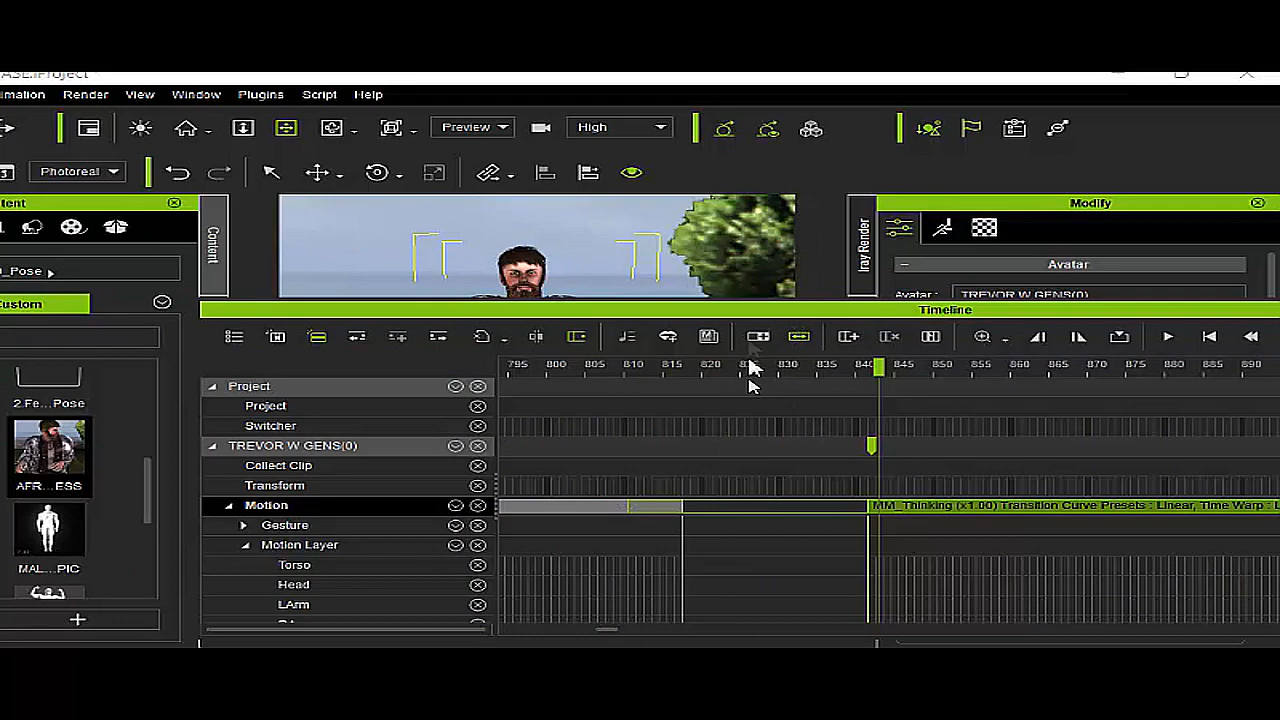 ASE.iProject
imation Render View Window Plugins Script Help
Preview High
Photoreal
tent
Content
Iray Render
Modify
_Pose
Avatar
Custom
Avatar : TREVOR W GENS(0)
Timeline
795 800 805 810 815 820 830 835 840 845 850 855 860 865 870 875 880 885 890
2.Fe...Pose
Project
Project
Switcher
TREVOR W GENS(0)
Collect Clip
AFR....ESS
Transform
Motion
MM_Thinking (x1.00) Transition Curve Presets : Linear, Time Warp : L
Gesture
Motion Layer
Torso
MAL....PIC
Head
LArm